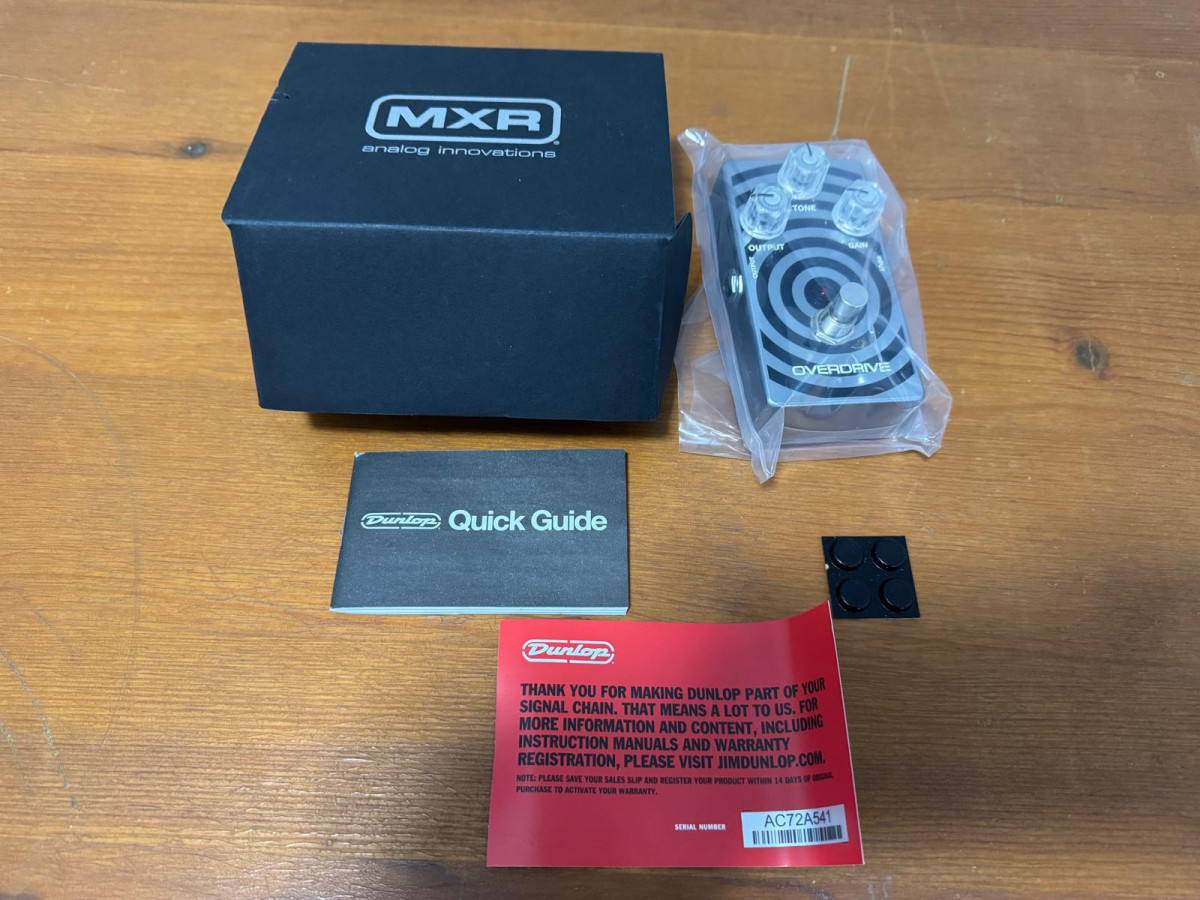 MXR
analog innovations
TONE
OUTPUT
GAIN
OUTPUT
INPUT
OVERDRIVE
Dunlop Quick Guide
Dunlop
THANK YOU FOR MAKING DUNLOP PART OF YOUR
SIGNAL CHAIN. THAT MEANS A LOT TO US. FOR
MORE INFORMATION AND CONTENT, INCLUDING
INSTRUCTION MANUALS AND WARRANTY
REGISTRATION, PLEASE VISIT JIMDUNLOP.COM.
NOTE: PLEASE SAVE YOUR SALES SLIP AND REGISTER YOUR PRODUCT WITHIN 14 DAYS OF ORIGINAL
PURCHASE TO ACTIVATE YOUR WARRANTY.
SERIAL NUMBER
AC72A541